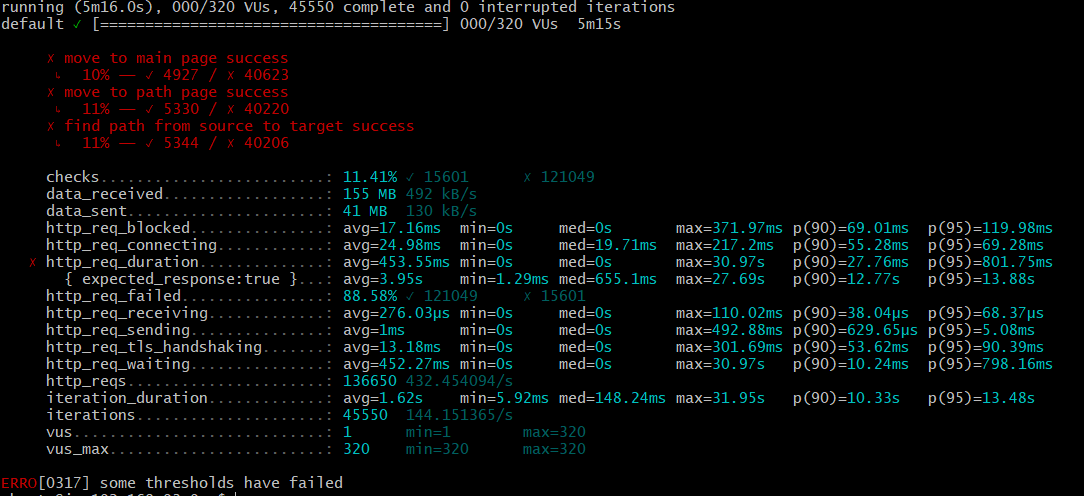 running (5m16.0s), 000/320 VUs, 45550 complete and 0 interrupted iterations
default ✓ [======================================] 000/320 VUs  5m15s
✗ move to main page success
↳  10% — ✓ 4927 / ✗ 40623
✗ move to path page success
↳  11% — ✓ 5330 / ✗ 40220
✗ find path from source to target success
↳  11% — ✓ 5344 / ✗ 40206
checks.........................: 11.41% ✓ 15601      ✗ 121049
data_received..................: 155 MB 492 kB/s
data_sent......................: 41 MB  130 kB/s
http_req_blocked...............: avg=17.16ms  min=0s     med=0s       max=371.97ms p(90)=69.01ms  p(95)=119.98ms
http_req_connecting............: avg=24.98ms  min=0s     med=19.71ms  max=217.2ms  p(90)=55.28ms  p(95)=69.28ms
✗ http_req_duration..............: avg=453.55ms min=0s     med=0s       max=30.97s   p(90)=27.76ms  p(95)=801.75ms
{ expected_response:true }...: avg=3.95s    min=1.29ms med=655.1ms  max=27.69s   p(90)=12.77s   p(95)=13.88s
http_req_failed................: 88.58% ✓ 121049     ✗ 15601
http_req_receiving.............: avg=276.03µs min=0s     med=0s       max=110.02ms p(90)=38.04µs  p(95)=68.37µs
http_req_sending...............: avg=1ms      min=0s     med=0s       max=492.88ms p(90)=629.65µs p(95)=5.08ms
http_req_tls_handshaking.......: avg=13.18ms  min=0s     med=0s       max=301.69ms p(90)=53.62ms  p(95)=90.39ms
http_req_waiting...............: avg=452.27ms min=0s     med=0s       max=30.97s   p(90)=10.24ms  p(95)=798.16ms
http_reqs......................: 136650 432.454094/s
iteration_duration.............: avg=1.62s    min=5.92ms med=148.24ms max=31.95s   p(90)=10.33s   p(95)=13.48s
iterations.....................: 45550  144.151365/s
vus............................: 1      min=1        max=320
vus_max........................: 320    min=320      max=320
ERRO[0317] some thresholds have failed